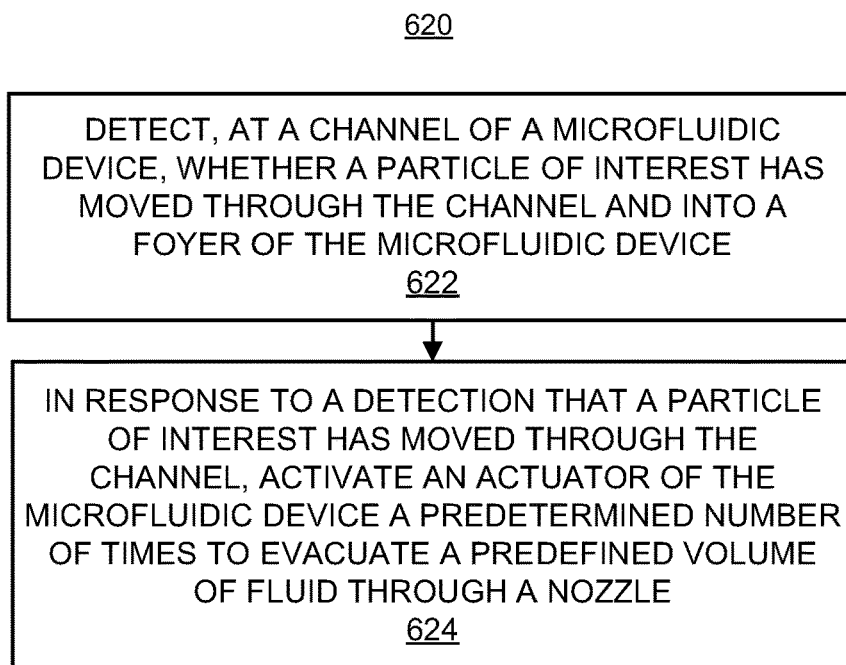 620
DETECT, AT A CHANNEL OF A MICROFLUIDIC
DEVICE, WHETHER A PARTICLE OF INTEREST HAS
MOVED THROUGH THE CHANNEL AND INTO A
FOYER OF THE MICROFLUIDIC DEVICE
622
IN RESPONSE TO A DETECTION THAT A PARTICLE
OF INTEREST HAS MOVED THROUGH THE
CHANNEL, ACTIVATE AN ACTUATOR OF THE
MICROFLUIDIC DEVICE A PREDETERMINED NUMBER
OF TIMES TO EVACUATE A PREDEFINED VOLUME
OF FLUID THROUGH A NOZZLE
624